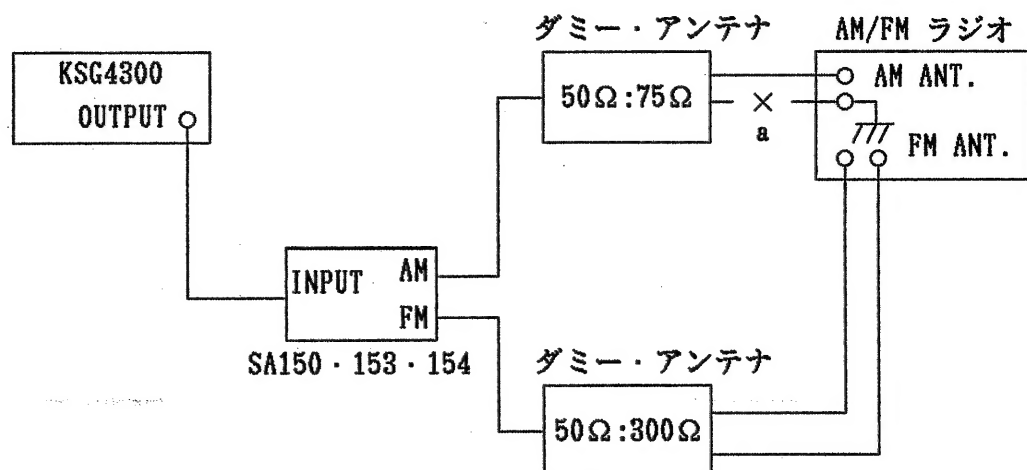 KSG4300
OUTPUT
ダミー・アンテナ
50Ω:75Ω
a
AM/FM ラジオ
AM ANT.
FM ANT.
INPUT
AM
FM
SA150・153・154
ダミー・アンテナ
50Ω:300Ω